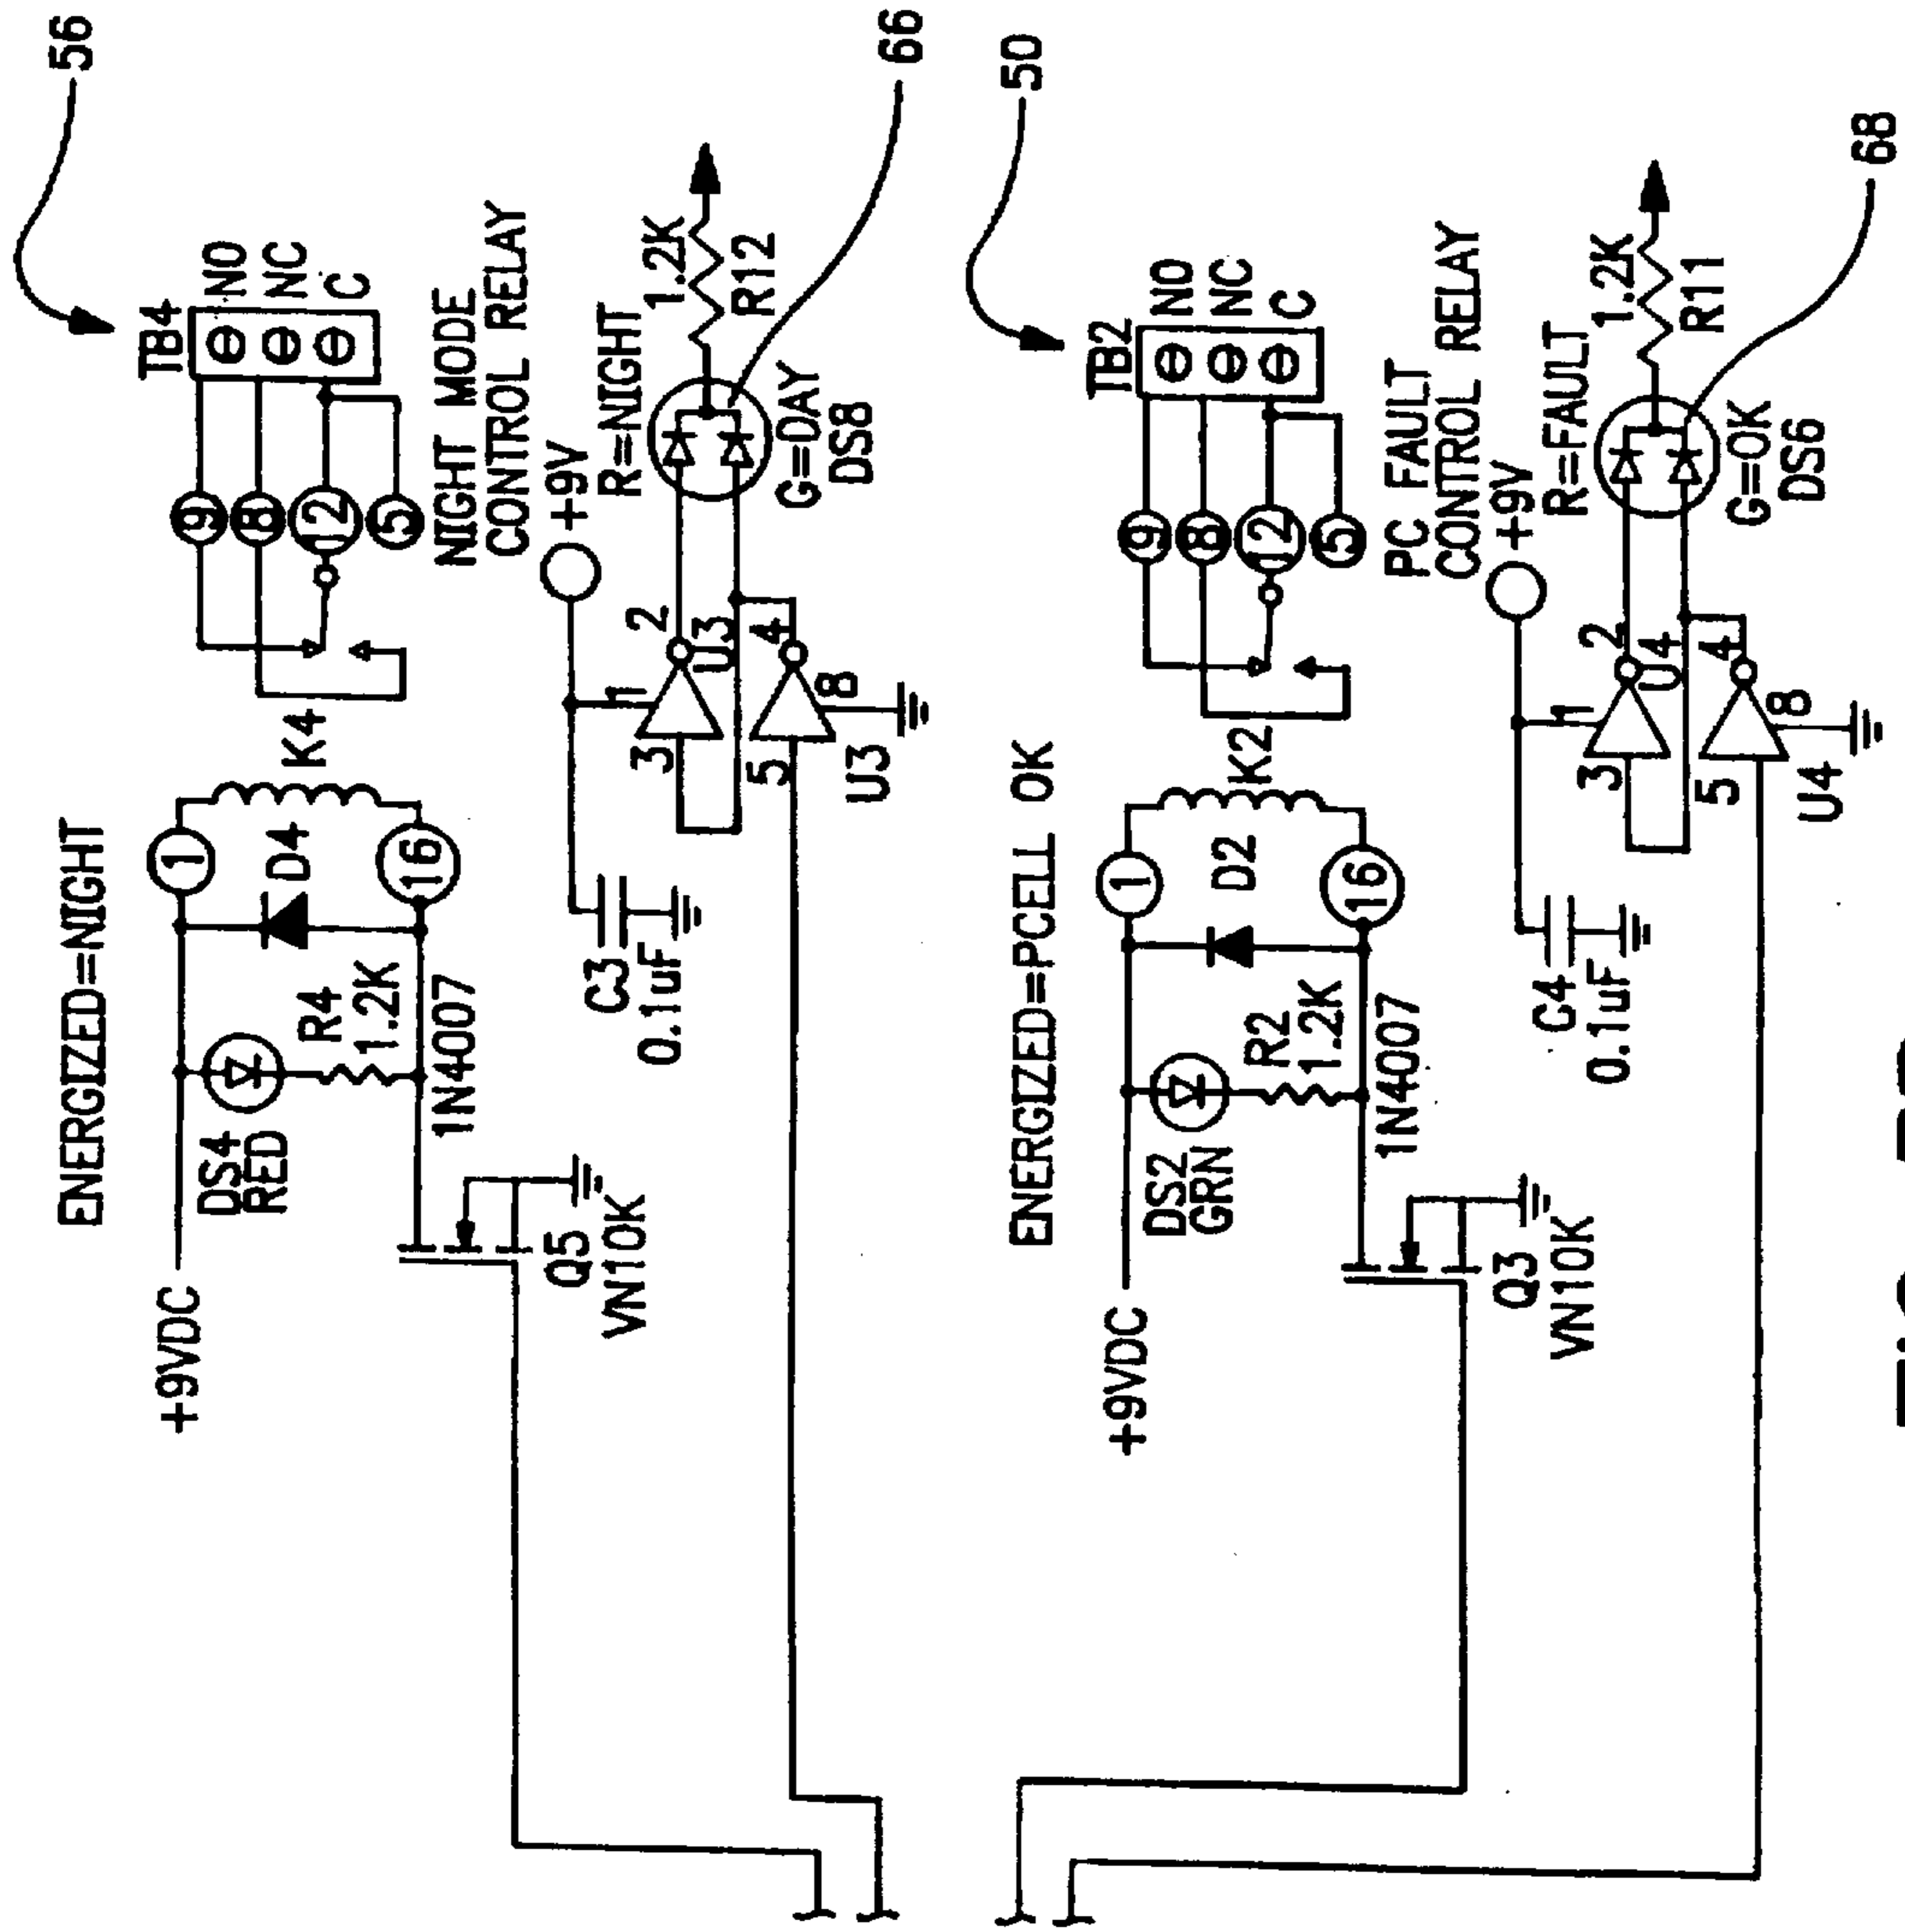 56
TB4
NO
NC
C
9
8
12
5
NIGHT MODE
CONTROL RELAY
ENERGIZED=NIGHT
+9VDC
1
K4
D4
16
DS4
RED
R4
1.2K
1N4007
Q5
VN10K
+9V
R=NIGHT
1.2K
R12
66
G=DAY
DS8
1
2
3
U3
4
5
8
U3
C3
0.1uF
50
TB2
NO
NC
C
9
8
12
5
PC FAULT
CONTROL RELAY
ENERGIZED=PCELL OK
+9VDC
1
K2
D2
16
DS2
GRN
R2
1.2K
1N4007
Q3
VN10K
+9V
R=FAULT
1.2K
R11
68
G=OK
DS6
1
2
3
U4
4
5
8
U4
C4
0.1uF